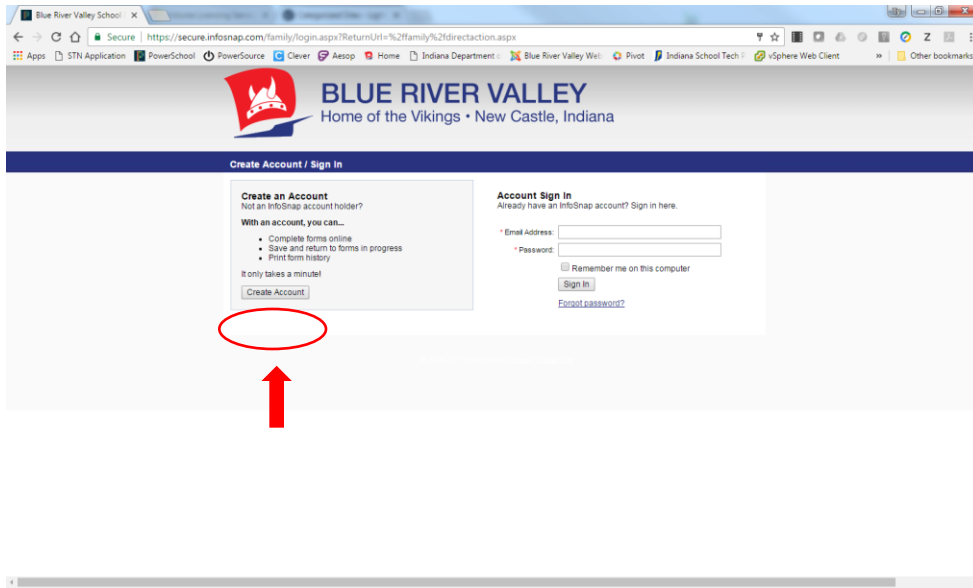 Blue River Valley School
Secure | https://secure.infosnap.com/family/login.aspx?ReturnUrl=%2ffamily%2fdirectaction.aspx
Apps STN Application PowerSchool PowerSource Clever Aesop Home Indiana Department o Blue River Valley Web Pivot Indiana School Tech P vSphere Web Client » Other bookmarks
BLUE RIVER VALLEY
Home of the Vikings • New Castle, Indiana
Create Account / Sign In
Create an Account
Not an InfoSnap account holder?
With an account, you can...
• Complete forms online
• Save and return to forms in progress
• Print form history
It only takes a minute!
Create Account
Account Sign In
Already have an InfoSnap account? Sign in here.
* Email Address:
* Password:
Remember me on this computer
Sign In
Forgot password?